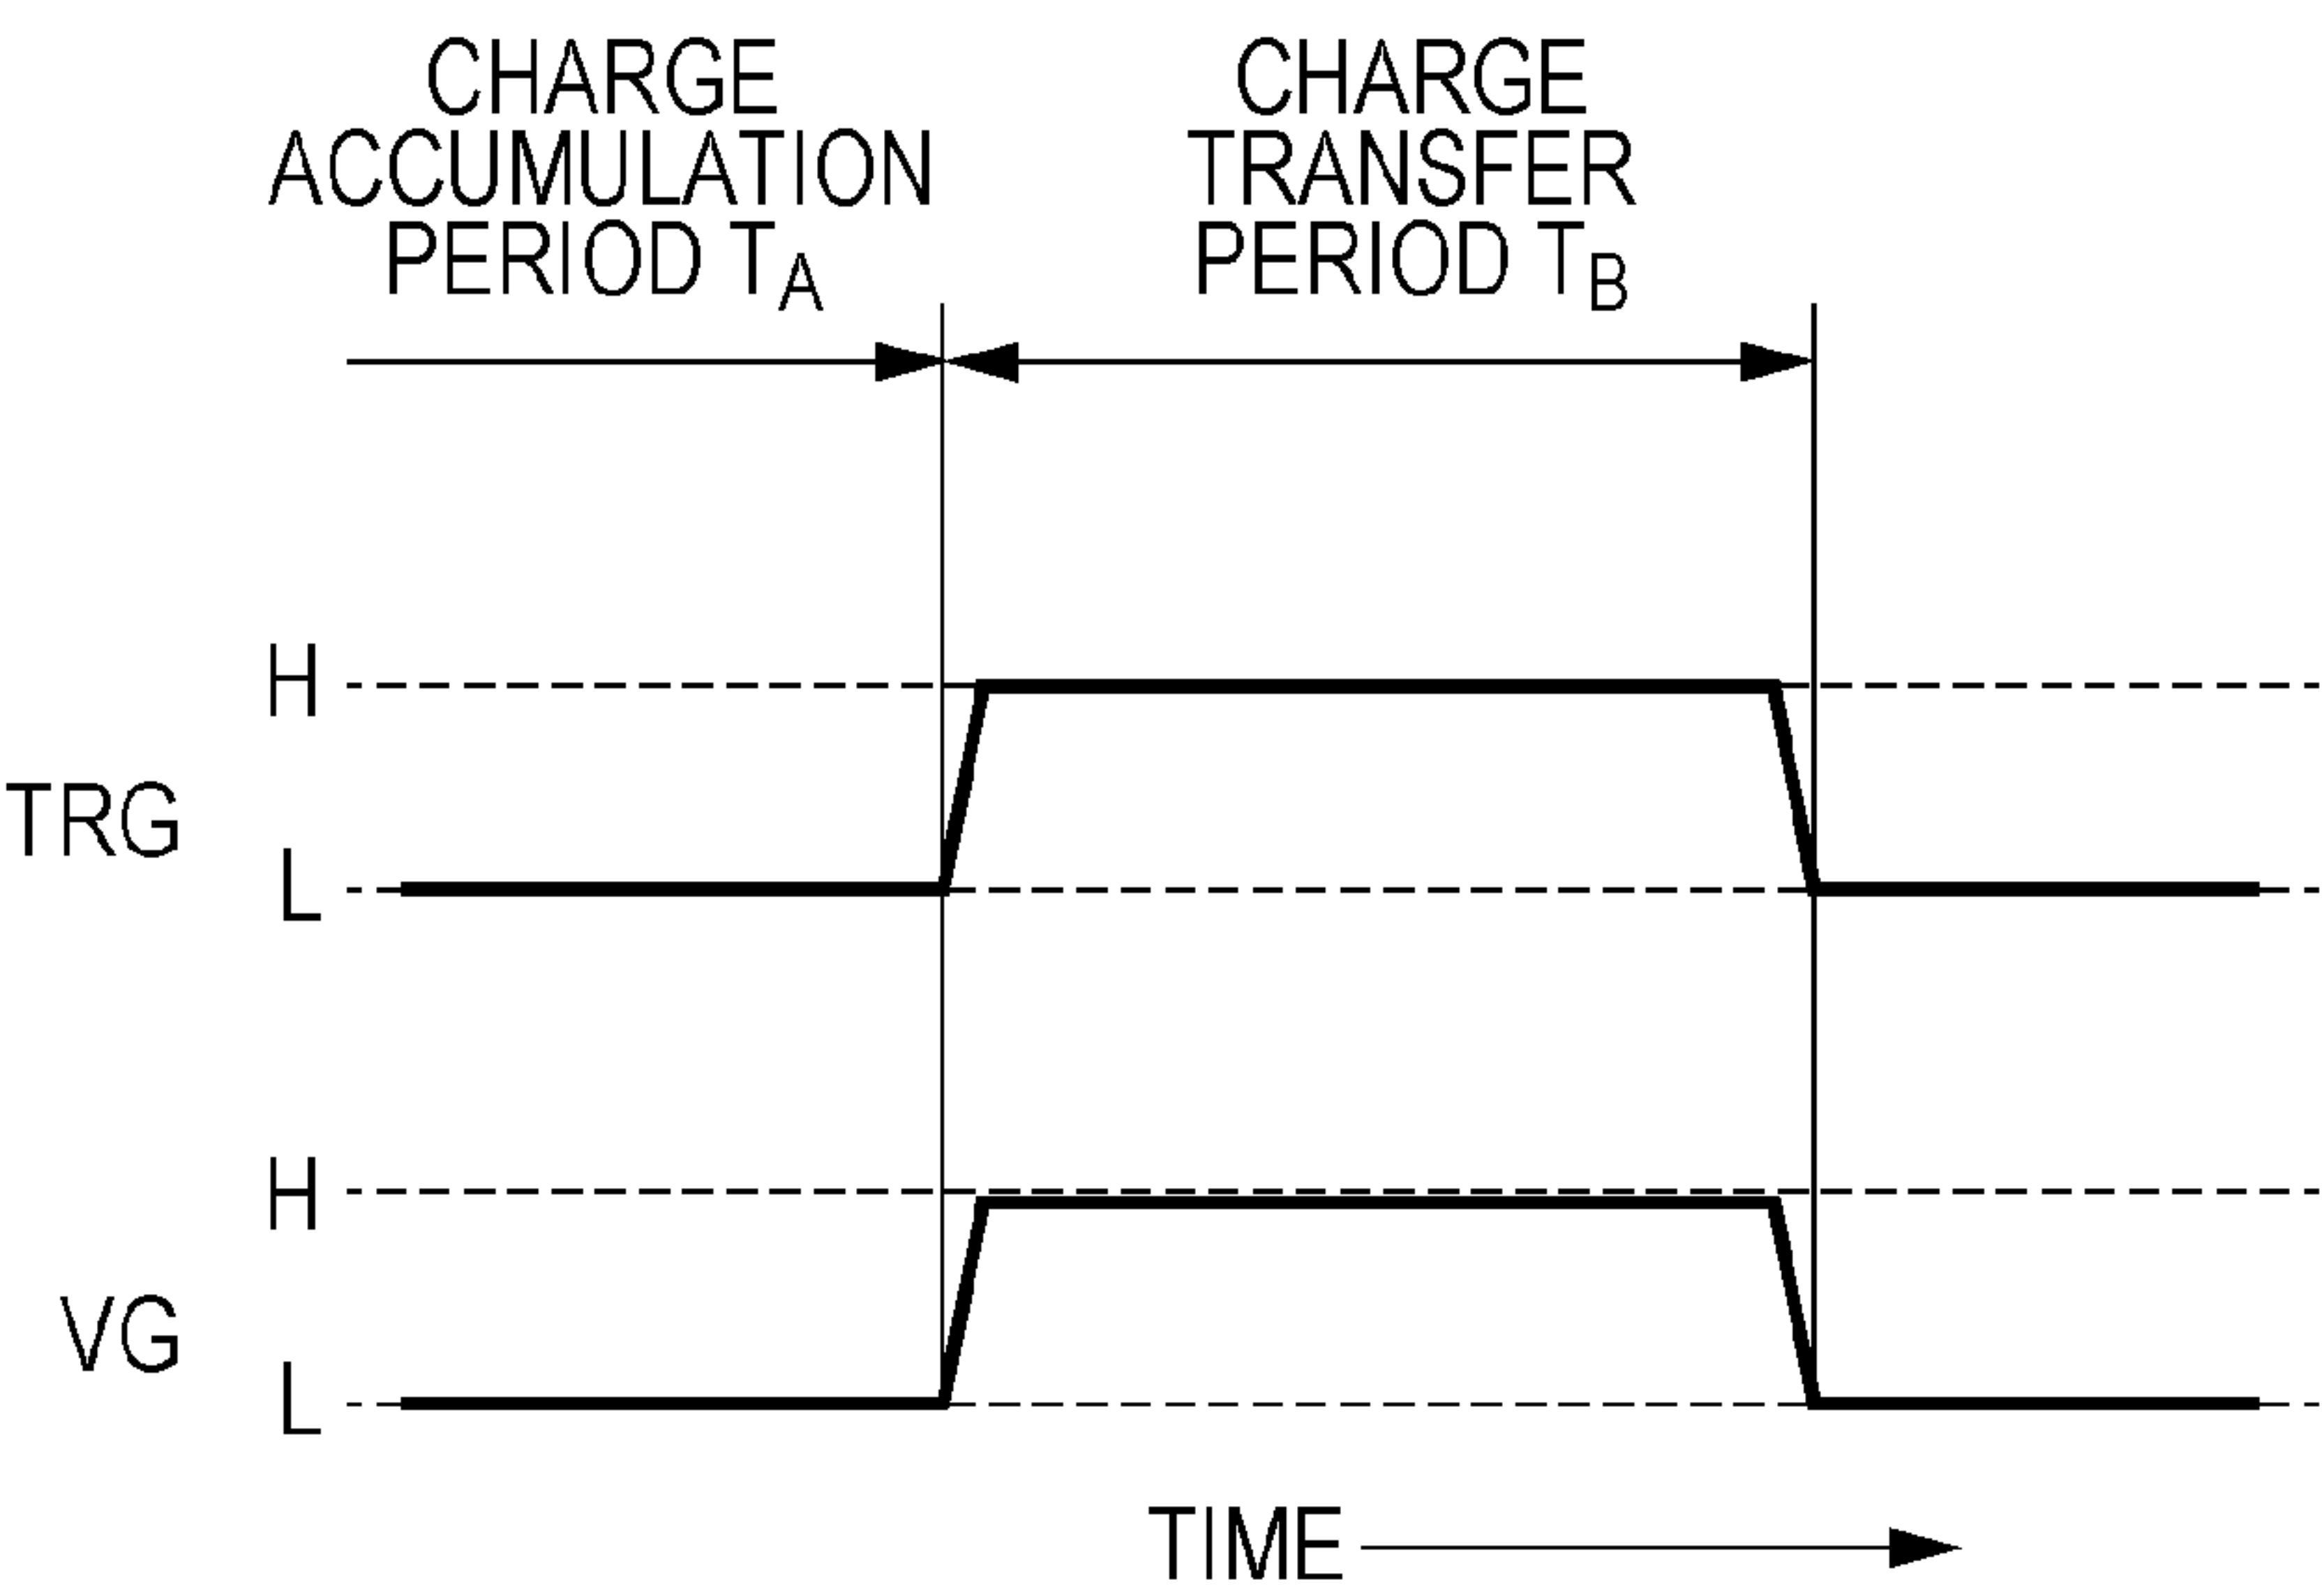 CHARGE
ACCUMULATION
PERIOD TA
CHARGE
TRANSFER
PERIOD TB
H
TRG
L
H
VG
L
TIME